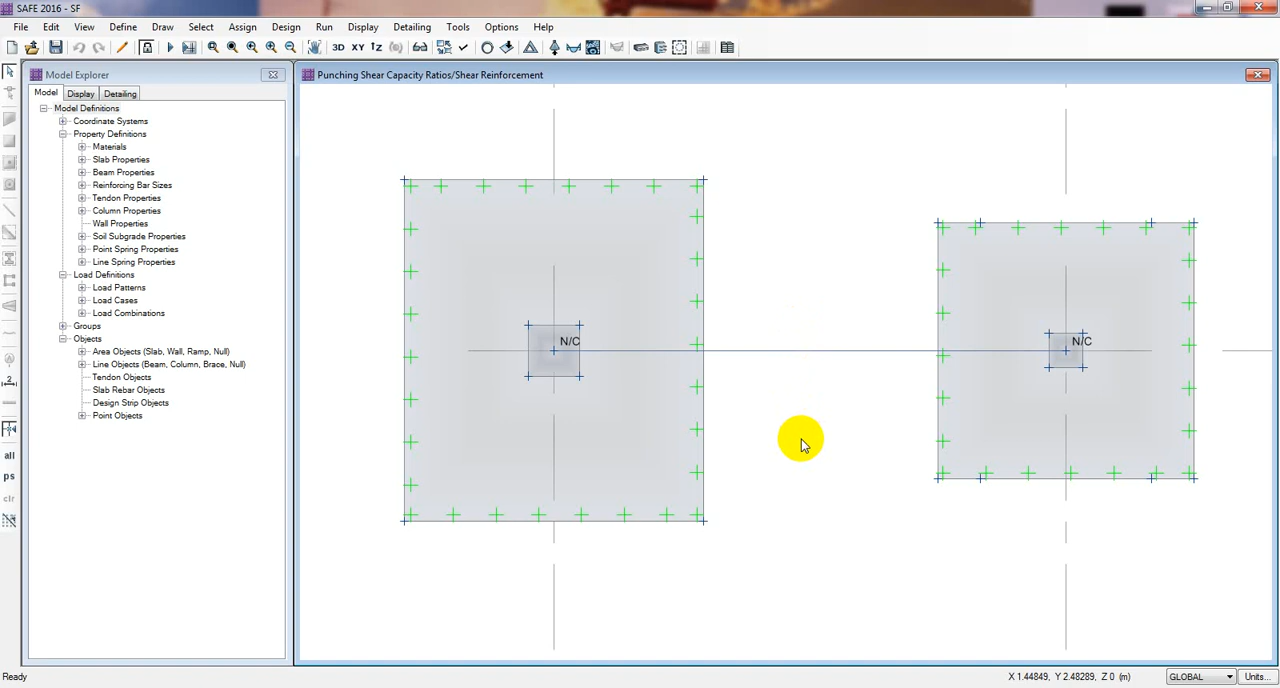 SAFE 2016 - SF
File Edit View Define Draw Select Assign Design Run Display Detailing Tools Options Help
3D XY
Model Explorer
Punching Shear Capacity Ratios/Shear Reinforcement
Model Display Detailing
Model Definitions
Coordinate Systems
Property Definitions
Materials
Slab Properties
Beam Properties
Reinforcing Bar Sizes
Tendon Properties
Column Properties
Wall Properties
Soil Subgrade Properties
Point Spring Properties
Line Spring Properties
Load Definitions
Load Patterns
Load Cases
Load Combinations
Groups
Objects
Area Objects (Slab, Wall, Ramp, Null)
Line Objects (Beam, Column, Brace, Null)
Tendon Objects
Slab Rebar Objects
Design Strip Objects
Point Objects
N/C
N/C
all
ps
clr
Ready
X 1.44849, Y 2.48289, Z 0 (m)
GLOBAL
Units...